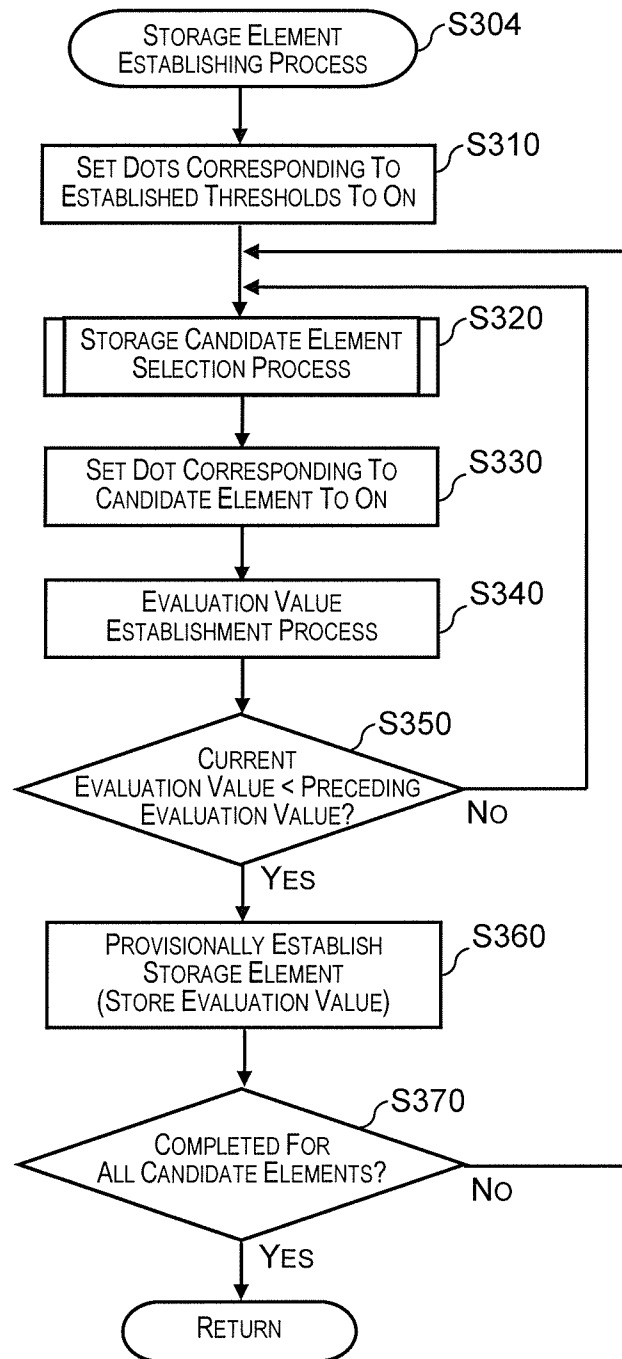 STORAGE ELEMENT
ESTABLISHING PROCESS
S304
SET DOTS CORRESPONDING TO
ESTABLISHED THRESHOLDS TO ON
S310
STORAGE CANDIDATE ELEMENT
SELECTION PROCESS
S320
SET DOT CORRESPONDING TO
CANDIDATE ELEMENT TO ON
S330
EVALUATION VALUE
ESTABLISHMENT PROCESS
S340
CURRENT
EVALUATION VALUE < PRECEDING
EVALUATION VALUE?
S350
NO
YES
PROVISIONALLY ESTABLISH
STORAGE ELEMENT
(STORE EVALUATION VALUE)
S360
COMPLETED FOR
ALL CANDIDATE ELEMENTS?
S370
NO
YES
RETURN